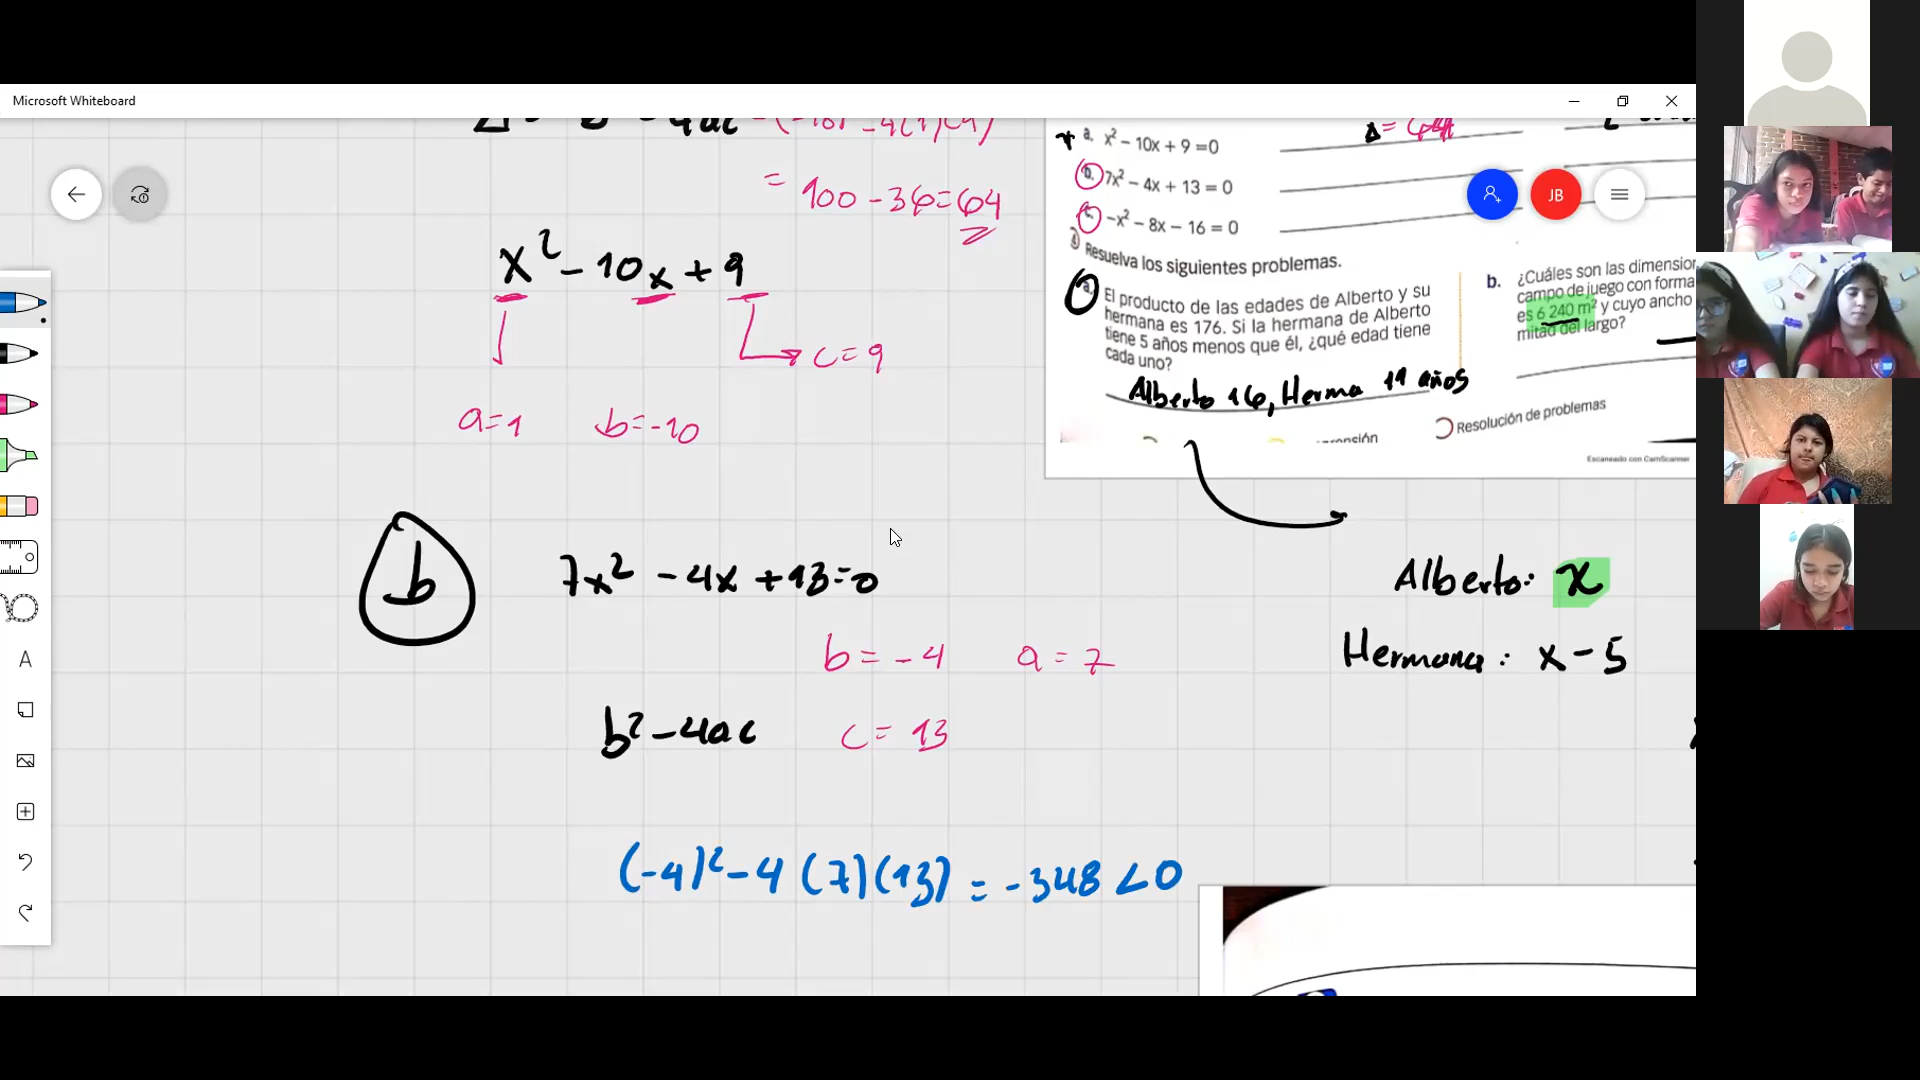 Microsoft Whiteboard
= 100 - 36 = 64
x² - 10x + 9
c = 9
a = 1 b = -10
b
7x² - 4x + 13 = 0
b = -4 a = 7
b² - 4ac c = 13
(-4)² - 4 (7)(13) = -348 < 0
a. x² – 10x + 9 = 0
b. 7x² – 4x + 13 = 0
c. –x² – 8x – 16 = 0
Resuelva los siguientes problemas.
a. El producto de las edades de Alberto y su
hermana es 176. Si la hermana de Alberto
tiene 5 años menos que él, ¿qué edad tiene
cada uno?
Alberto 16, Herma 11 años
b. ¿Cuáles son las dimension
campo de juego con forma
es 6 240 m² y cuyo ancho
mitad del largo?
Resolución de problemas
Escaneado con CamScanner
JB
Alberto: x
Hermana: x - 5
A